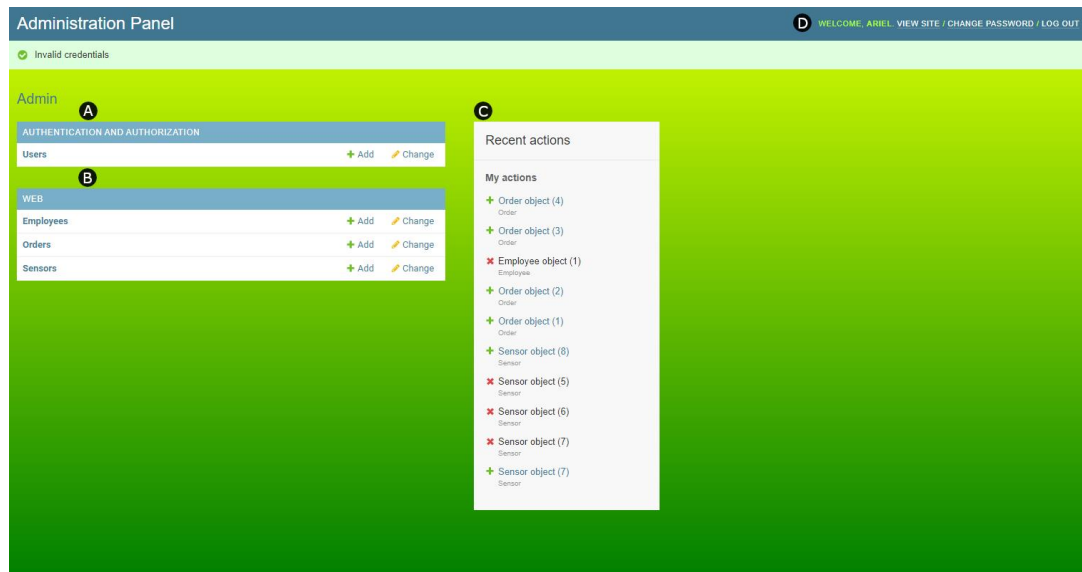 Administration Panel
D WELCOME, ARIEL. VIEW SITE / CHANGE PASSWORD / LOG OUT
Invalid credentials
Admin
A
AUTHENTICATION AND AUTHORIZATION
Users Add Change
B
WEB
Employees Add Change
Orders Add Change
Sensors Add Change
C
Recent actions
My actions
Order object (4)
Order
Order object (3)
Order
Employee object (1)
Employee
Order object (2)
Order
Order object (1)
Order
Sensor object (8)
Sensor
Sensor object (5)
Sensor
Sensor object (6)
Sensor
Sensor object (7)
Sensor
Sensor object (7)
Sensor